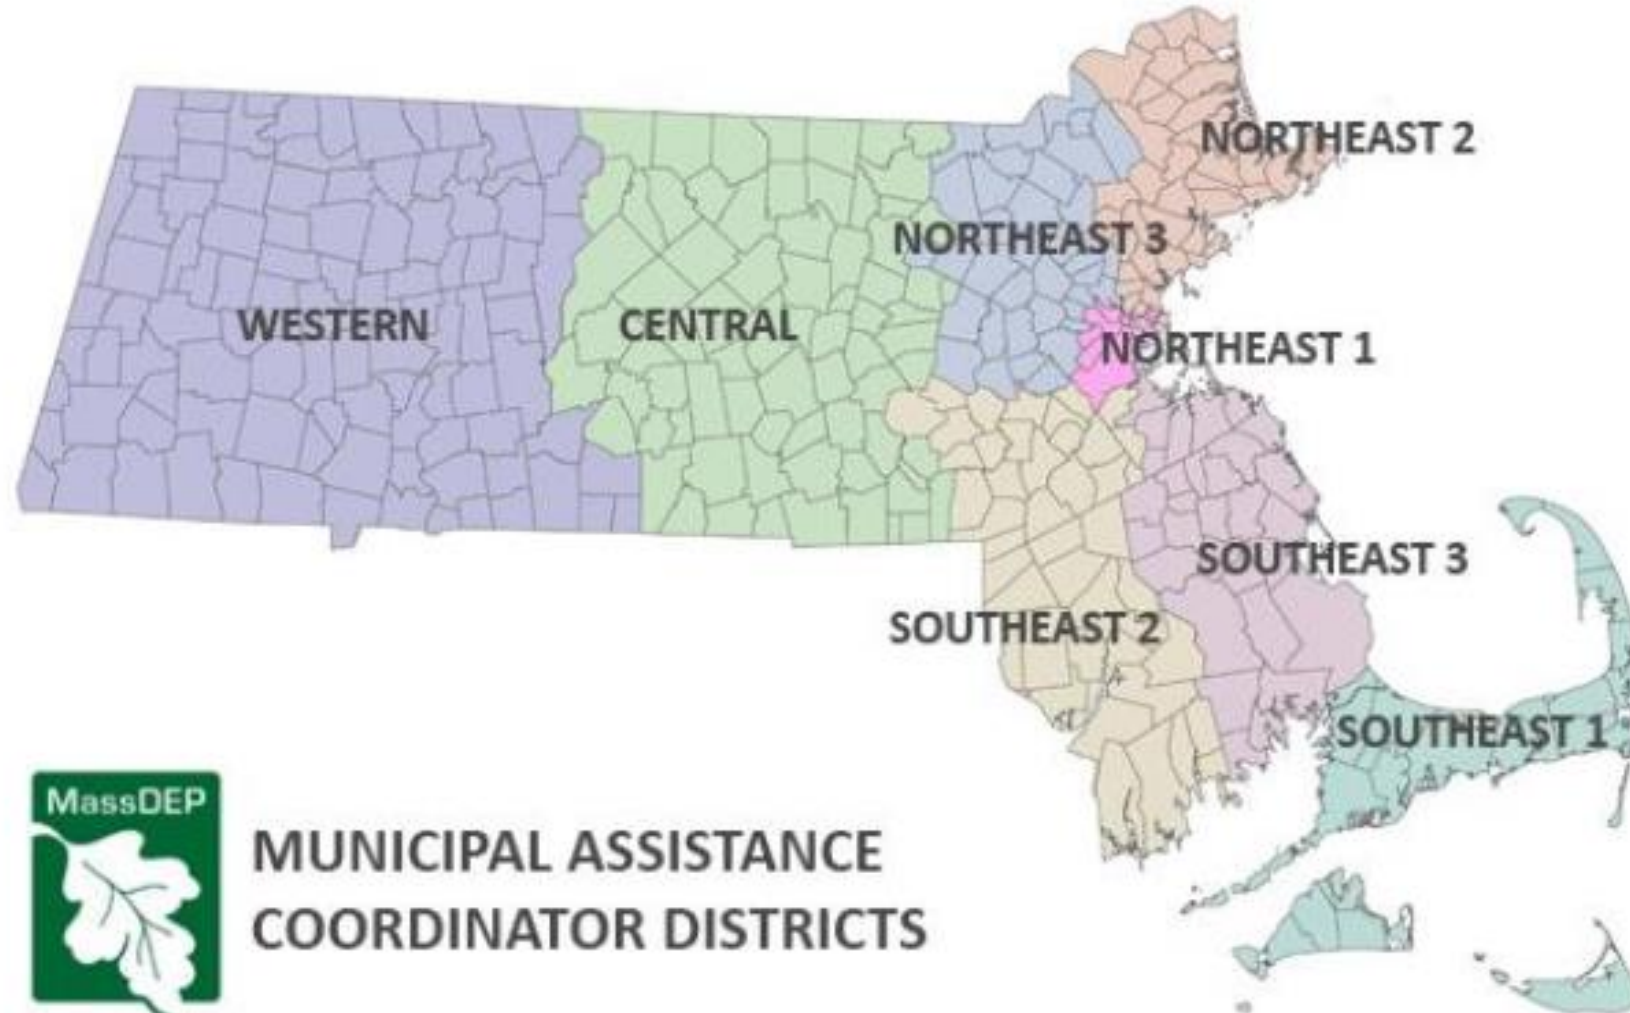 NORTHEAST 2
NORTHEAST 3
WESTERN
CENTRAL
NORTHEAST 1
SOUTHEAST 3
SOUTHEAST 2
SOUTHEAST 1
MassDEP
MUNICIPAL ASSISTANCE
COORDINATOR DISTRICTS